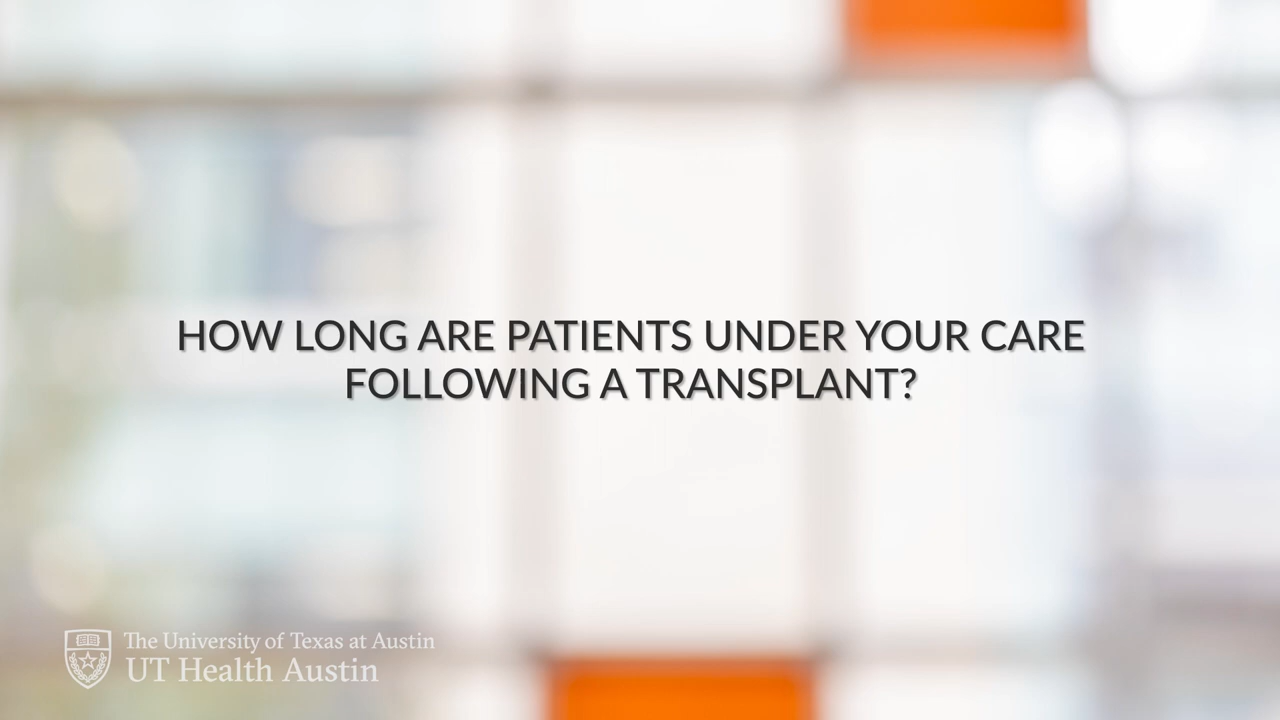 HOW LONG ARE PATIENTS UNDER YOUR CARE
FOLLOWING A TRANSPLANT?
The University of Texas at Austin
UT Health Austin